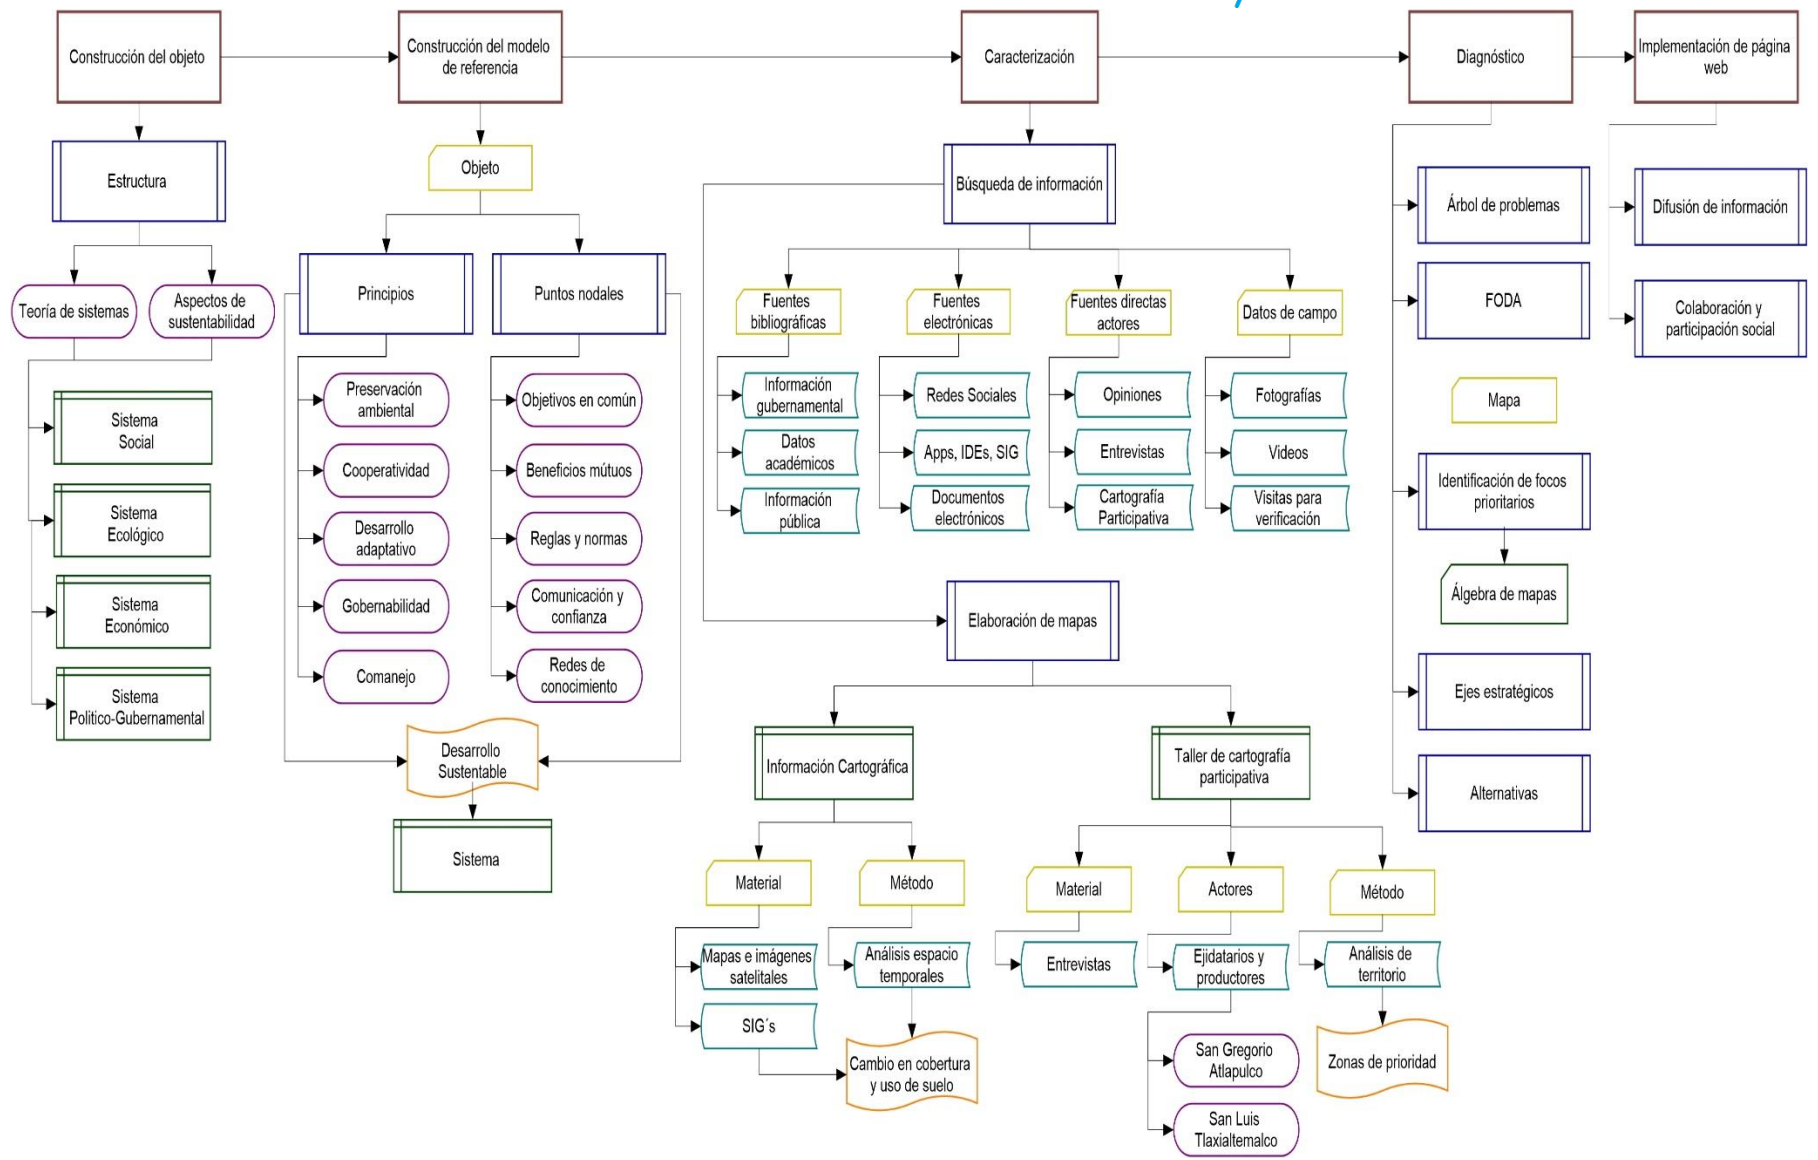 Construcción del objeto
Construcción del modelo
de referencia
Caracterización
Diagnóstico
Implementación de página
web
Estructura
Teoría de sistemas
Aspectos de
sustentabilidad
Sistema
Social
Sistema
Ecológico
Sistema
Económico
Sistema
Politico-Gubernamental
Objeto
Principios
Puntos nodales
Preservación
ambiental
Cooperatividad
Desarrollo
adaptativo
Gobernabilidad
Comanejo
Objetivos en común
Beneficios mútuos
Reglas y normas
Comunicación y
confianza
Redes de
conocimiento
Desarrollo
Sustentable
Sistema
Búsqueda de información
Fuentes
bibliográficas
Fuentes
electrónicas
Fuentes directas
actores
Datos de campo
Información
gubernamental
Datos
académicos
Información
pública
Redes Sociales
Apps, IDEs, SIG
Documentos
electrónicos
Opiniones
Entrevistas
Cartografía
Participativa
Fotografías
Videos
Visitas para
verificación
Elaboración de mapas
Información Cartográfica
Taller de cartografía
participativa
Material
Método
Mapas e imágenes
satelitales
SIG´s
Análisis espacio
temporales
Cambio en cobertura
y uso de suelo
Material
Actores
Método
Entrevistas
Ejidatarios y
productores
Análisis de
territorio
San Gregorio
Atlapulco
San Luis
Tlaxialtemalco
Zonas de prioridad
Árbol de problemas
FODA
Mapa
Identificación de focos
prioritarios
Álgebra de mapas
Ejes estratégicos
Alternativas
Difusión de información
Colaboración y
participación social